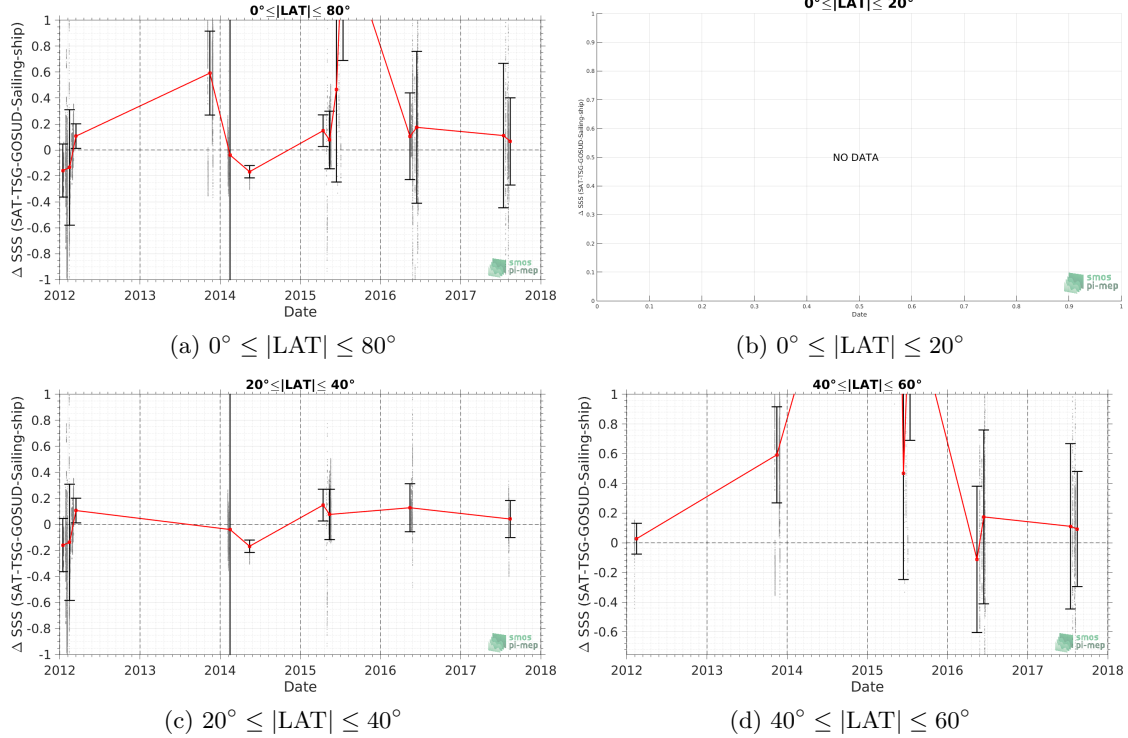 0°≤|LAT|≤ 80°
Δ SSS (SAT-TSG-GOSUD-Sailing-ship)
1
0.8
0.6
0.4
0.2
0
-0.2
-0.4
-0.6
-0.8
-1
2012 2013 2014 2015 2016 2017 2018
Date
smos
pi-mep
(a) 0° ≤ |LAT| ≤ 80°
0°≤|LAT|≤ 20°
Δ SSS (SAT-TSG-GOSUD-Sailing-ship)
1
0.9
0.8
0.7
0.6
0.5
0.4
0.3
0.2
0.1
0
NO DATA
0 0.1 0.2 0.3 0.4 0.5 0.6 0.7 0.8 0.9 1
Date
smos
pi-mep
(b) 0° ≤ |LAT| ≤ 20°
20°≤|LAT|≤ 40°
Δ SSS (SAT-TSG-GOSUD-Sailing-ship)
1
0.8
0.6
0.4
0.2
0
-0.2
-0.4
-0.6
-0.8
-1
2012 2013 2014 2015 2016 2017 2018
Date
smos
pi-mep
(c) 20° ≤ |LAT| ≤ 40°
40°≤|LAT|≤ 60°
Δ SSS (SAT-TSG-GOSUD-Sailing-ship)
1
0.8
0.6
0.4
0.2
0
-0.2
-0.4
-0.6
2012 2013 2014 2015 2016 2017 2018
Date
smos
pi-mep
(d) 40° ≤ |LAT| ≤ 60°